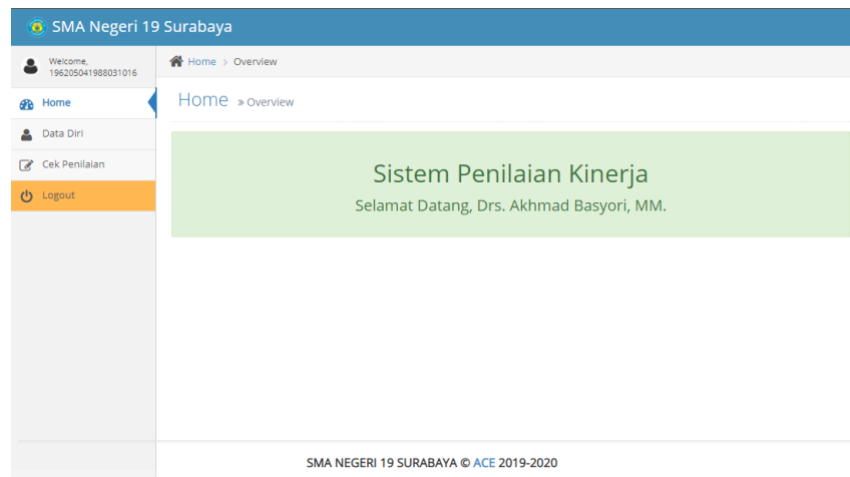 SMA Negeri 19 Surabaya
Welcome,
196205041988031016
Home > Overview
Home
Data Diri
Cek Penilaian
Logout
Home » Overview
Sistem Penilaian Kinerja
Selamat Datang, Drs. Akhmad Basyori, MM.
SMA NEGERI 19 SURABAYA © ACE 2019-2020